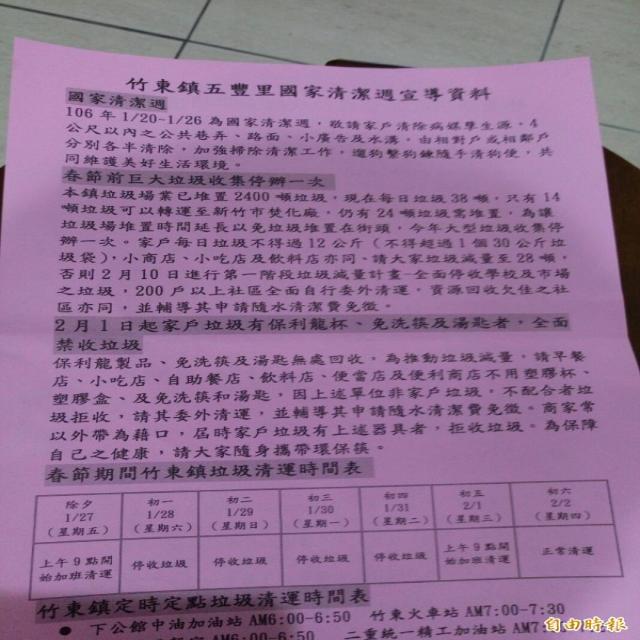 竹東鎮五豐里國家清潔週宣導資料
國家清潔週
106 年 1/20-1/26 為國家清潔週，敬請家戶清除病媒孳生源、4
公尺以內之公共巷弄、路面、小廣告及水溝，由相對戶或相鄰戶
分別各半清除，加強掃除清潔工作，遛狗繫狗鍊隨手清狗便，共
同維護美好生活環境。
春節前巨大垃圾收集停辦一次
本鎮垃圾場業已堆置 2400 噸垃圾，現在每日垃圾 38 噸，只有 14
噸垃圾可以轉運至新竹市焚化廠，仍有 24 噸垃圾需堆置，為讓
垃圾場堆置時間延長以免垃圾堆置在街頭，今年大型垃圾收集停
辦一次。家戶每日垃圾不得過 12 公斤（不得超過 1 個 30 公斤垃
圾袋），小商店、小吃店及飲料店亦同、請大家垃圾減量至 28 噸，
否則 2 月 10 日進行第一階段垃圾減量計畫-全面停收學校及市場
之垃圾，200 戶以上社區全面自行委外清運，資源回收欠佳之社
區亦同，並輔導其申請隨水清潔費免徵。
2 月 1 日起家戶垃圾有保利龍杯、免洗筷及湯匙者，全面
禁收垃圾
保利龍製品、免洗筷及湯匙無處回收，為推動垃圾減量，請早餐
店、小吃店、自助餐店、飲料店、便當店及便利商店不用塑膠杯、
塑膠盒、及免洗筷和湯匙，因上述單位非家戶垃圾，不配合者垃
圾拒收，請其委外清運，並輔導其申請隨水清潔費免徵。商家常
以外帶為藉口，屆時家戶垃圾有上述器具者，拒收垃圾。為保障
自己之健康，請大家隨身攜帶環保筷。
春節期間竹東鎮垃圾清運時間表
除夕 1/27 （星期五） 初一 1/28 （星期六） 初二 1/29 （星期日） 初三 1/30 （星期一） 初四 1/31 （星期二） 初五 2/1 （星期三） 初六 2/2 （星期四）
上午 9 點開始加班清運 停收垃圾 停收垃圾 停收垃圾 停收垃圾 上午 9 點開始加班清運 正常清運
竹東鎮定時定點垃圾清運時間表
● 下公館中油加油站 AM6:00-6:50 竹東火車站 AM7:00-7:30
6:00-6:50 二重統一精工加油站 AM7
自由時報